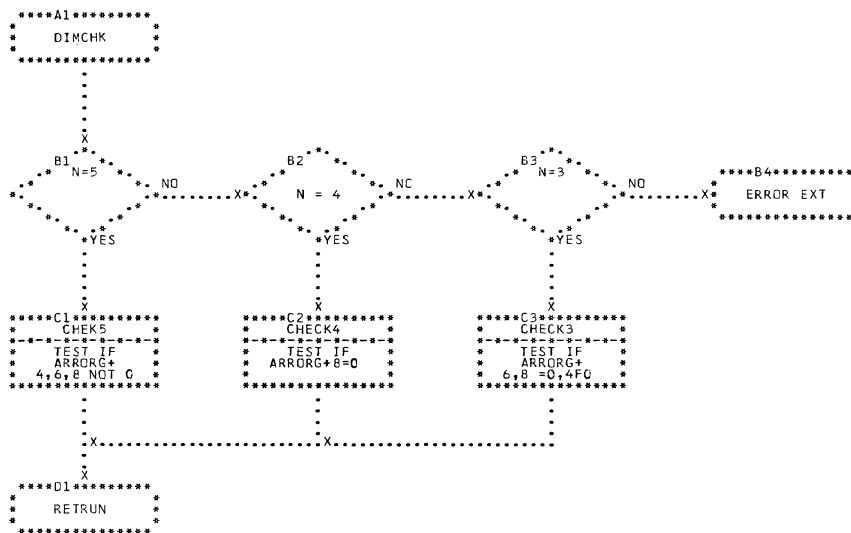 A1
DIMCHK
B1
N=5
NO
YES
B2
N = 4
NC
YES
B3
N=3
NO
YES
B4
ERROR EXT
C1
CHEK5
TEST IF
ARRORG+
4,6,8 NOT 0
C2
CHECK4
TEST IF
ARRORG+8=0
C3
CHECK3
TEST IF
ARRORG+
6,8 =0,4F0
D1
RETRUN